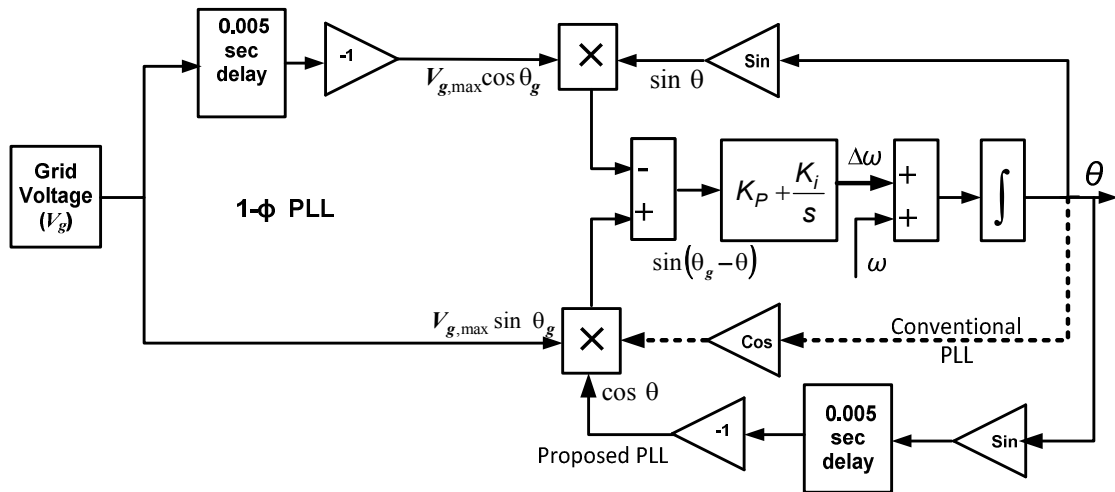 0.005
sec
delay
-1
V_g,max cos θ_g
×
sin θ
Sin
Grid
Voltage
(V_g)
1-ϕ PLL
-
+
sin(θ_g − θ)
K_P + K_i/s
Δω
+
+
ω
∫
θ
V_g,max sin θ_g
×
Cos
Conventional
PLL
cos θ
Proposed PLL
-1
0.005
sec
delay
Sin